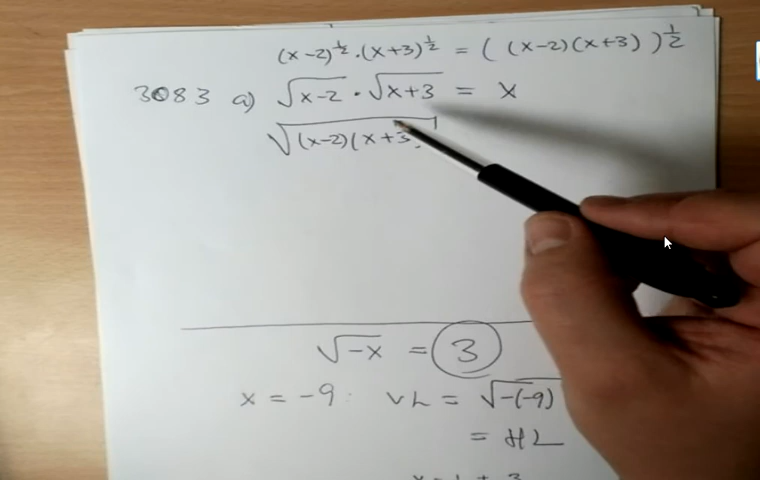 (x-2)^½ · (x+3)^½ = ( (x-2)(x+3) )^½
3083 a) √x-2 · √x+3 = x
√(x-2)(x+3)
√-x = 3
x = -9: VL = √-(-9)
= HL